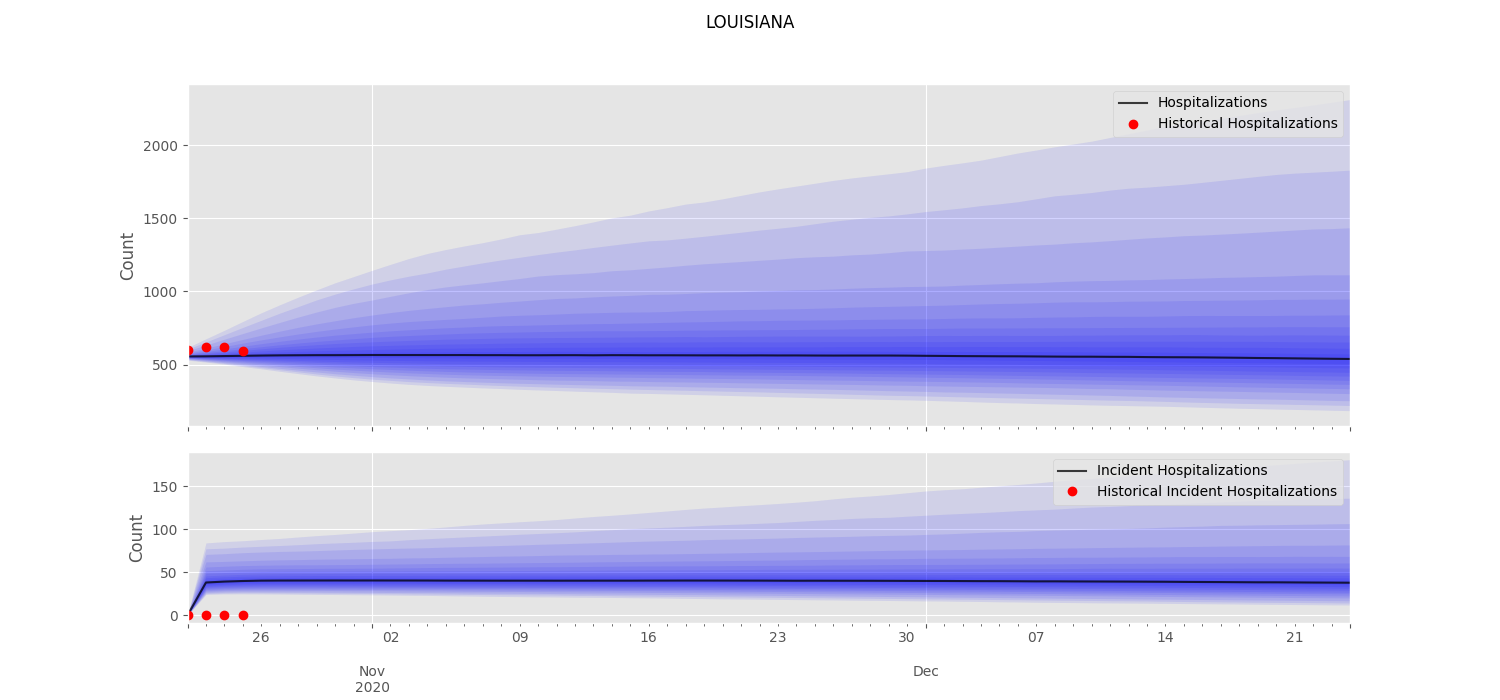 LOUISIANA
Hospitalizations
Historical Hospitalizations
2000
1500
1000
500
Count
Incident Hospitalizations
Historical Incident Hospitalizations
150
100
50
0
Count
26 02 09 16 23 30 07 14 21
Nov Dec
2020